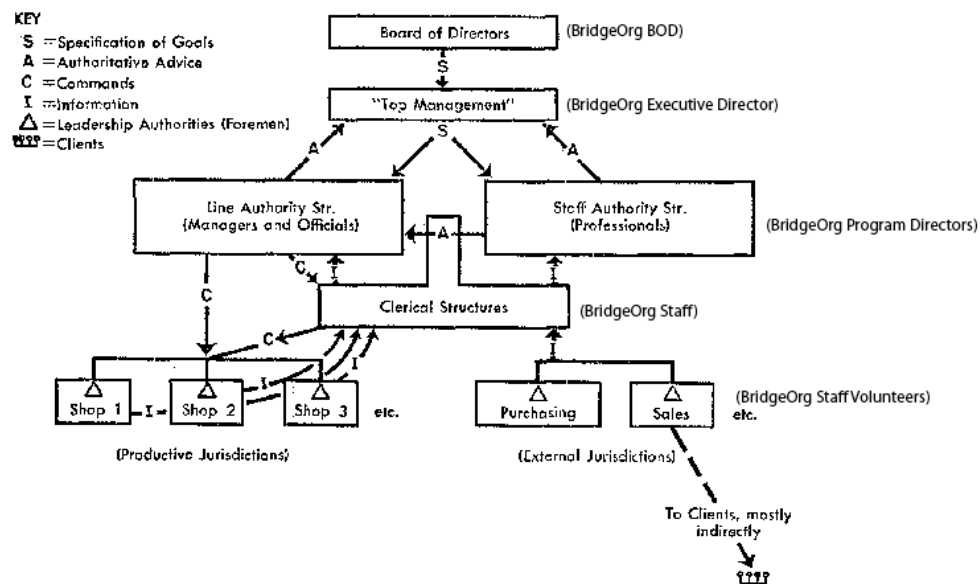 KEY
S =Specification of Goals
A =Authoritative Advice
C =Commands
I =Information
=Leadership Authorities (Foremen)
=Clients
Board of Directors
(BridgeOrg BOD)
S
"Top Management"
(BridgeOrg Executive Director)
A
S
A
Line Authority Str.
(Managers and Officials)
Staff Authority Str.
(Professionals)
(BridgeOrg Program Directors)
A
C
I
I
C
Clerical Structures
(BridgeOrg Staff)
C
I
I
I
Shop 1
I
Shop 2
Shop 3
etc.
Purchasing
Sales
etc.
(BridgeOrg Staff Volunteers)
(Productive Jurisdictions)
(External Jurisdictions)
To Clients, mostly
indirectly